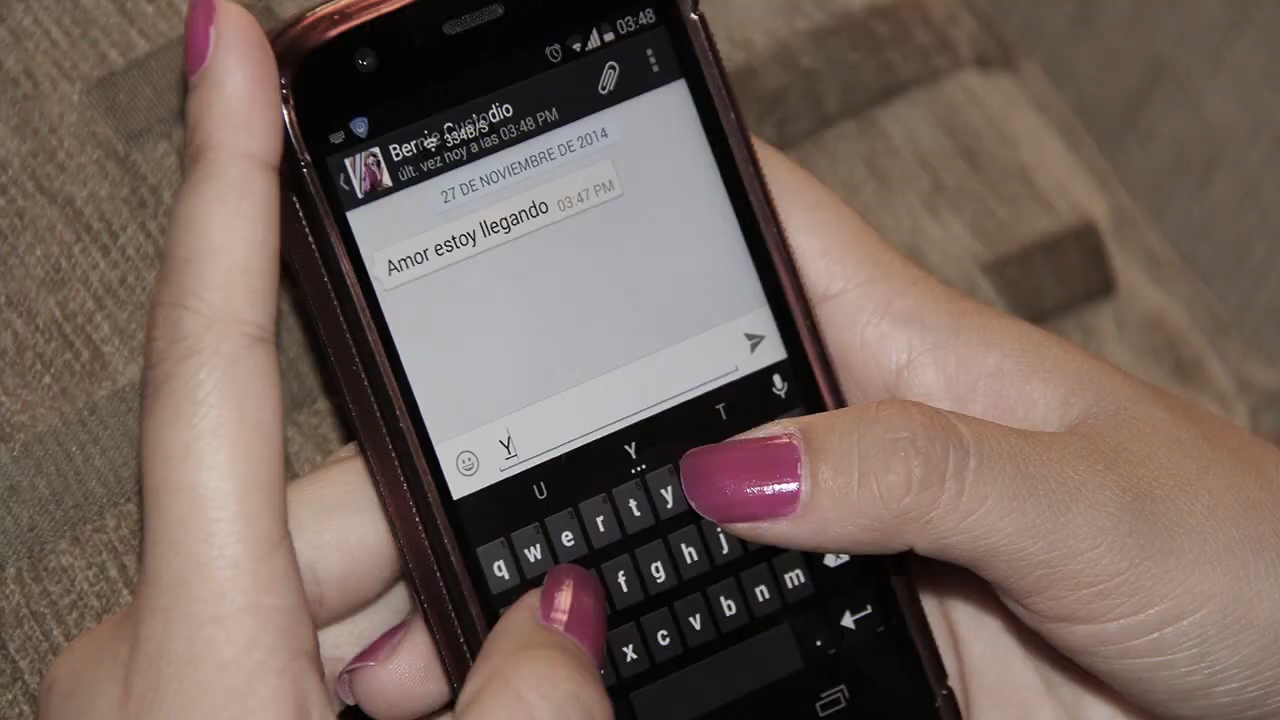 03:48
Bernie Custodio
334B/S
últ. vez hoy a las 03:48 PM
27 DE NOVIEMBRE DE 2014
Amor estoy llegando 03:47 PM
Y
U Y T
q w e r t y
f g h j
x c v b n m .